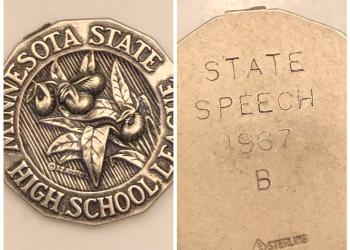 MINNESOTA STATE
HIGH SCHOOL LEAGUE
STATE
SPEECH
1967
B
STERLING